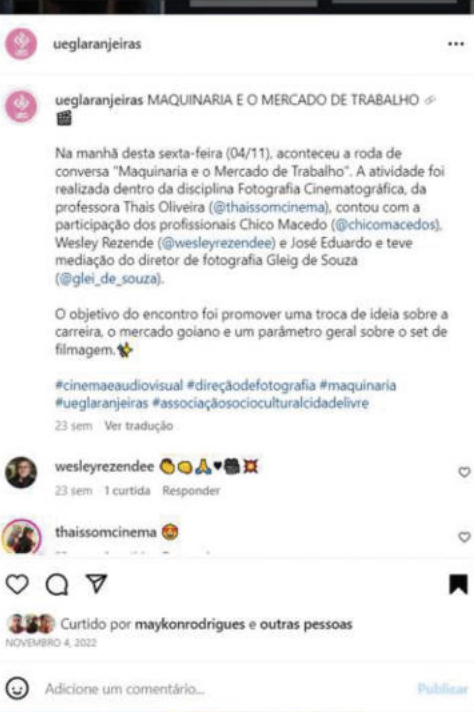 ueglaranjeiras
ueglaranjeiras MAQUINARIA E O MERCADO DE TRABALHO
Na manhã desta sexta-feira (04/11), aconteceu a roda de
conversa "Maquinaria e o Mercado de Trabalho". A atividade foi
realizada dentro da disciplina Fotografia Cinematográfica, da
professora Thais Oliveira (@thaissomcinema), contou com a
participação dos profissionais Chico Macedo (@chicomacedos),
Wesley Rezende (@wesleyrezendee) e José Eduardo e teve
mediação do diretor de fotografia Gleig de Souza
(@glei_de_souza).
O objetivo do encontro foi promover uma troca de ideia sobre a
carreira, o mercado goiano e um parâmetro geral sobre o set de
filmagem.
#cinemaeaudiovisual #direçãodefotografia #maquinaria
#ueglaranjeiras #associaçãosocioculturalcidadelivre
23 sem Ver tradução
wesleyrezendee
23 sem 1 curtida Responder
thaissomcinema
Curtido por maykonrodrigues e outras pessoas
NOVEMBRO 4, 2022
Adicione um comentário...
Publicar